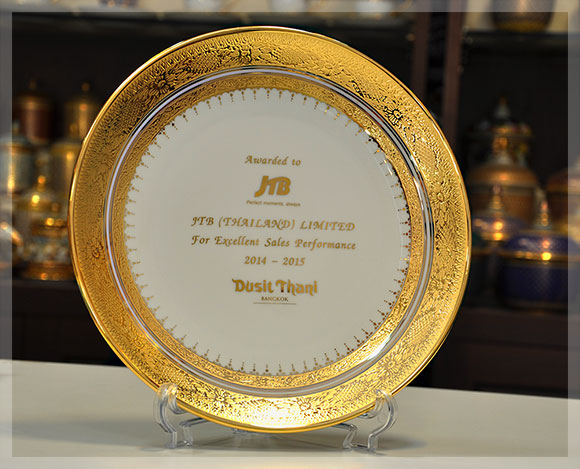 Awarded to
JTB
Perfect moments, always
JTB (THAILAND) LIMITED
For Excellent Sales Performance
2014 - 2015
Dusit Thani
BANGKOK